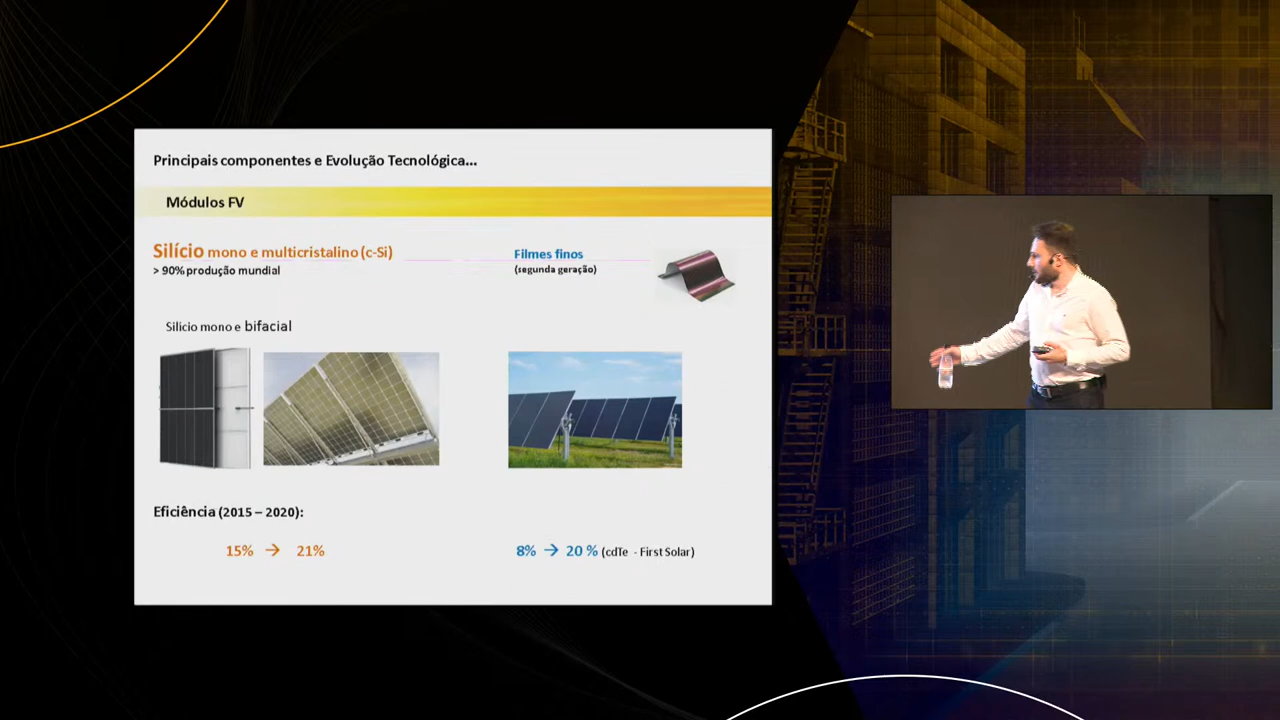 Principais componentes e Evolução Tecnológica...
Módulos FV
Silício mono e multicristalino (c-Si)
> 90% produção mundial
Filmes finos
(segunda geração)
Silicio mono e bifacial
Eficiência (2015 – 2020):
15% → 21%
8% → 20 % (cdTe - First Solar)